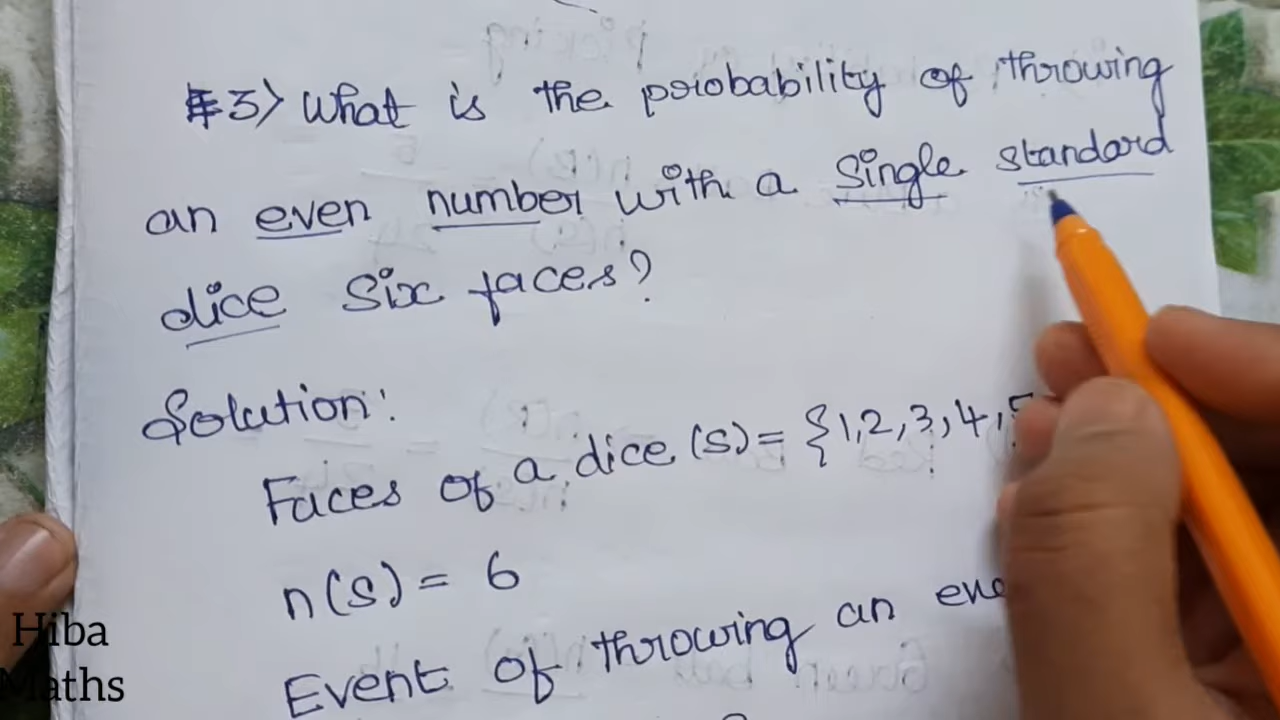 3) What is the probability of throwing
an even number with a single standard
dice six faces?
Solution:
Faces of a dice (S) = {1,2,3,4,5
n(S) = 6
Event of throwing an
Hiba
Maths